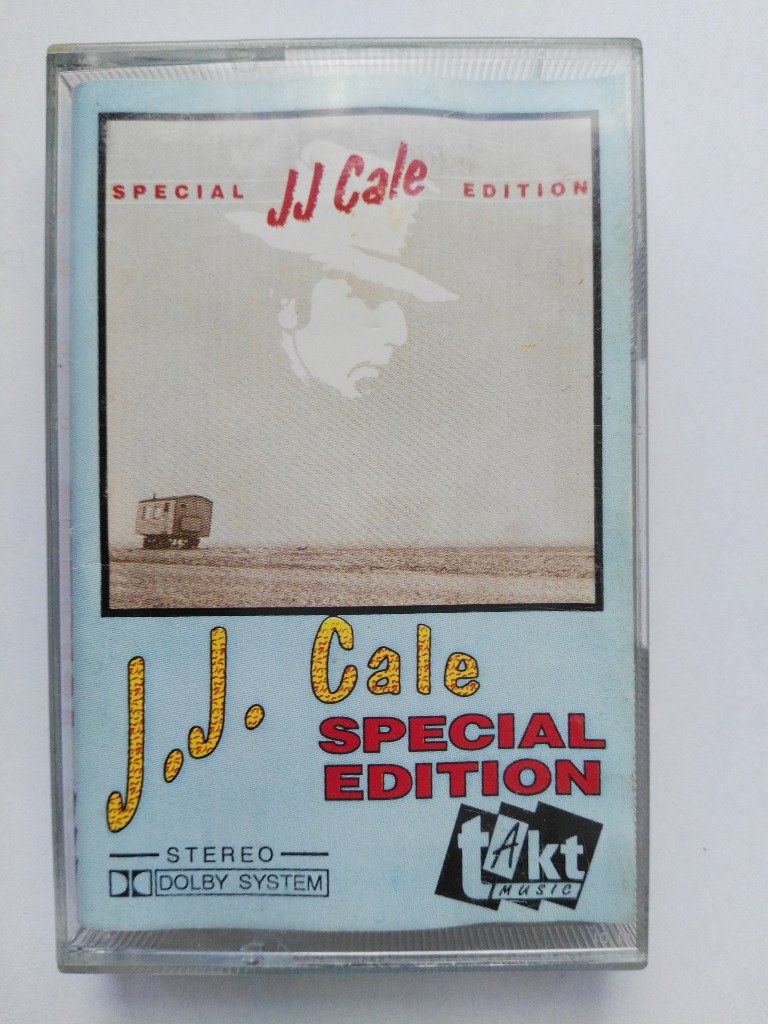 SPECIAL JJ Cale EDITION
J.J. Cale
SPECIAL
EDITION
STEREO
DOLBY SYSTEM
tAkt
MUSIC